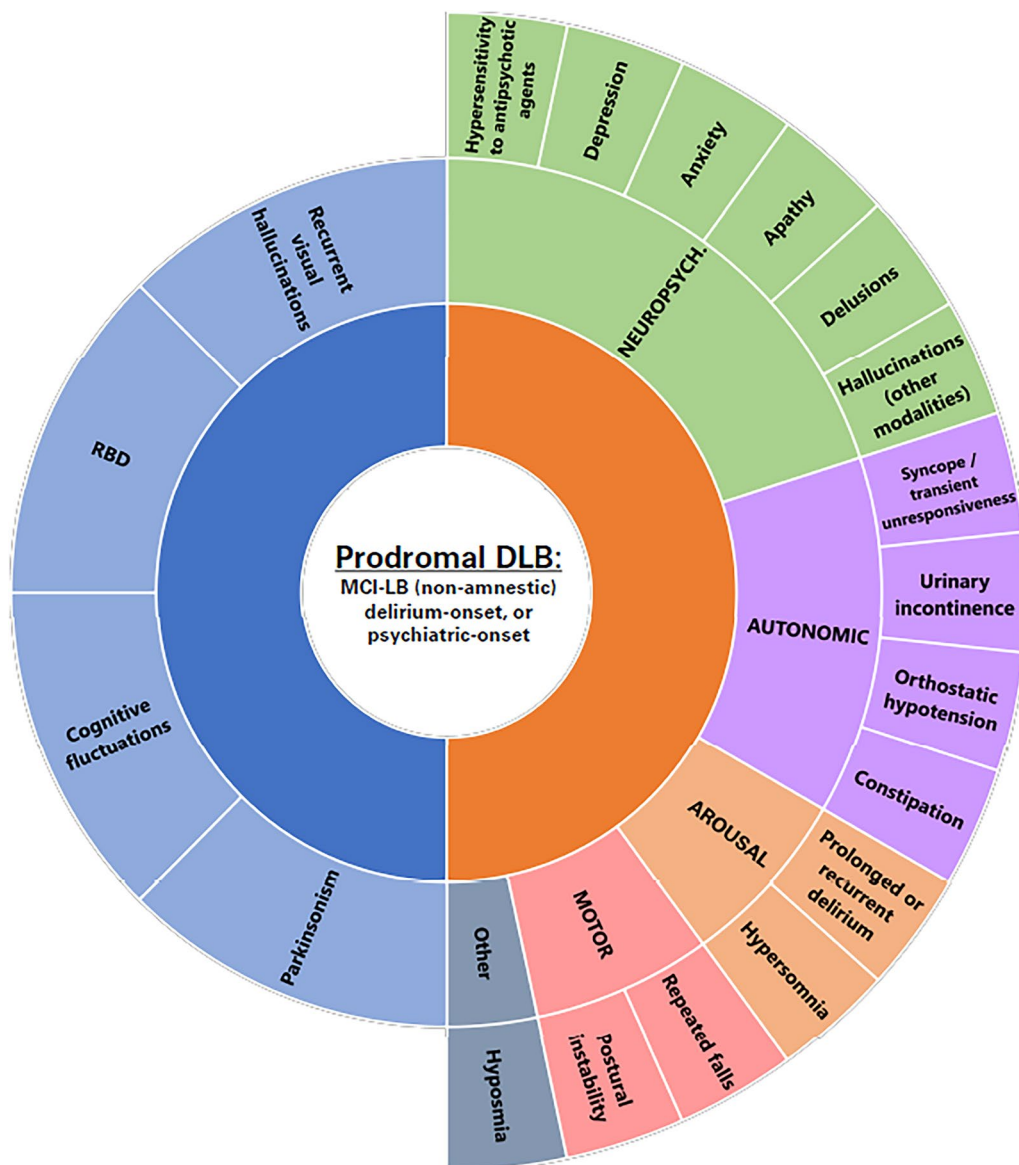 Prodromal DLB:
MCI-LB (non-amnestic)
delirium-onset, or
psychiatric-onset
Recurrent
visual
hallucinations
RBD
Cognitive
fluctuations
Parkinsonism
NEUROPSYCH.
Hypersensitivity
to antipsychotic
agents
Depression
Anxiety
Apathy
Delusions
Hallucinations
(other
modalities)
AUTONOMIC
Syncope /
transient
unresponsiveness
Urinary
incontinence
Orthostatic
hypotension
Constipation
AROUSAL
Prolonged or
recurrent
delirium
Hypersomnia
MOTOR
Repeated falls
Postural
instability
Other
Hyposmia